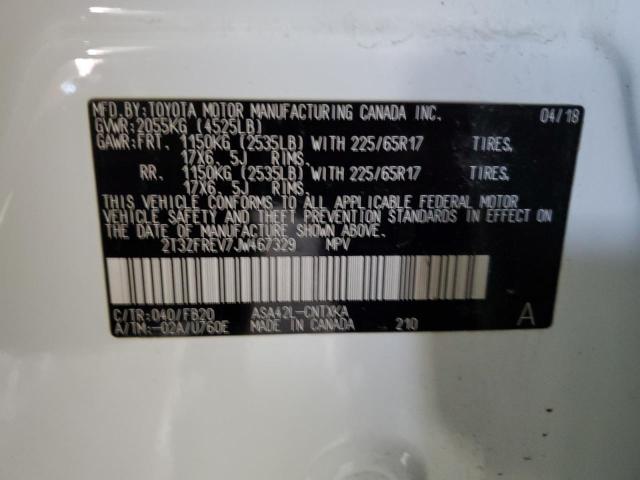 MFD.BY:TOYOTA MOTOR MANUFACTURING CANADA INC. 04/18
GVWR:2055KG (4525LB)
GAWR:FRT. 1150KG (2535LB) WITH 225/65R17 TIRES,
17X6.5J RIMS,
RR. 1150KG (2535LB) WITH 225/65R17 TIRES,
17X6.5J RIMS,
THIS VEHICLE CONFORMS TO ALL APPLICABLE FEDERAL MOTOR
VEHICLE SAFETY AND THEFT PREVENTION STANDARDS IN EFFECT ON
THE DATE OF MANUFACTURE SHOWN ABOVE.
2T3ZFREV7JW467329 MPV
C/TR:040/FB20 ASA42L-CNTXKA
A/TM:-02A/U760E MADE IN CANADA 210 A